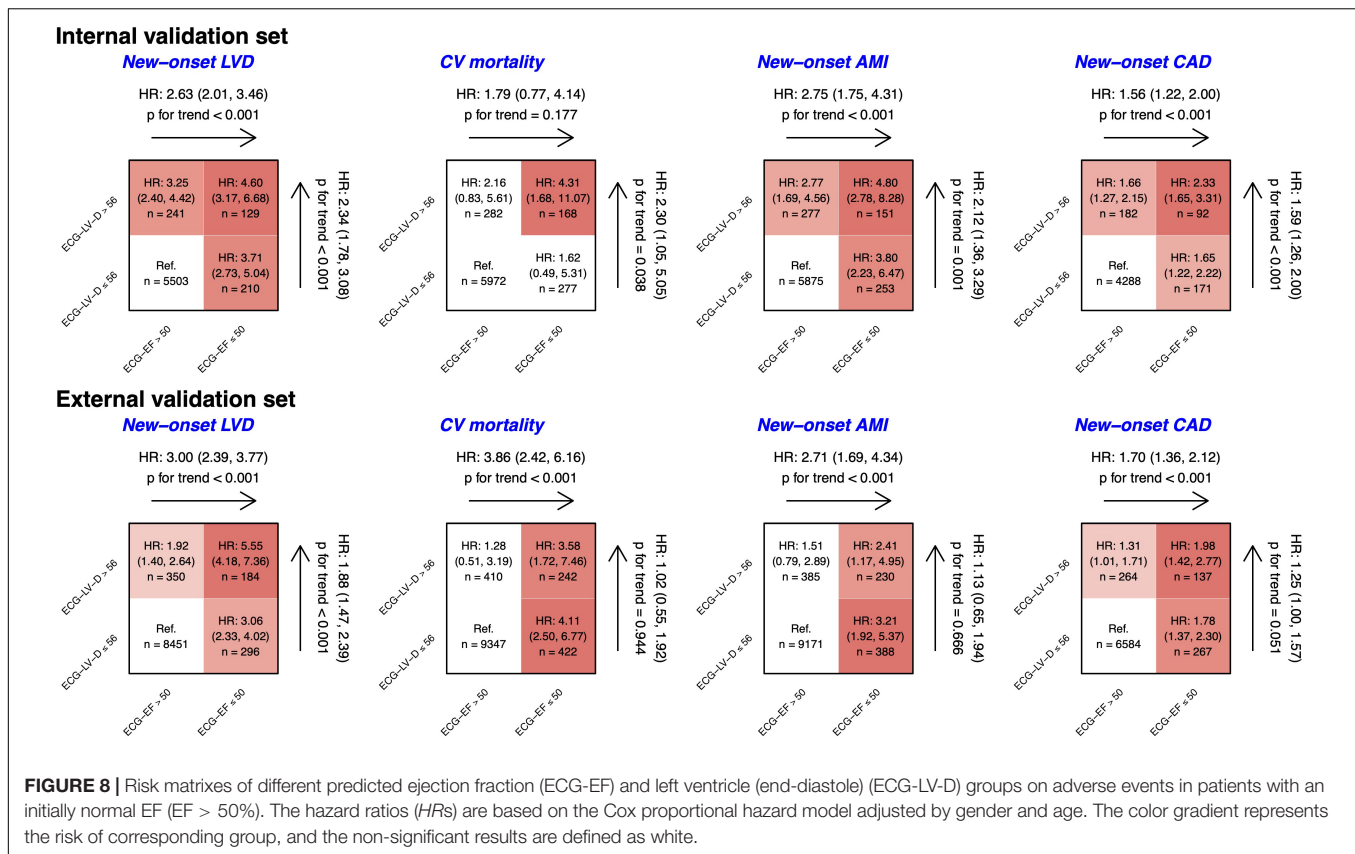 Internal validation set
New–onset LVD
HR: 2.63 (2.01, 3.46)
p for trend < 0.001
ECG–LV–D > 56
ECG–LV–D ≤ 56
HR: 3.25
(2.40, 4.42)
n = 241
HR: 4.60
(3.17, 6.68)
n = 129
Ref.
n = 5503
HR: 3.71
(2.73, 5.04)
n = 210
HR: 2.34 (1.78, 3.08)
p for trend < 0.001
ECG–EF > 50
ECG–EF ≤ 50
CV mortality
HR: 1.79 (0.77, 4.14)
p for trend = 0.177
ECG–LV–D > 56
ECG–LV–D ≤ 56
HR: 2.16
(0.83, 5.61)
n = 282
HR: 4.31
(1.68, 11.07)
n = 168
Ref.
n = 5972
HR: 1.62
(0.49, 5.31)
n = 277
HR: 2.30 (1.05, 5.05)
p for trend = 0.038
ECG–EF > 50
ECG–EF ≤ 50
New–onset AMI
HR: 2.75 (1.75, 4.31)
p for trend < 0.001
ECG–LV–D > 56
ECG–LV–D ≤ 56
HR: 2.77
(1.69, 4.56)
n = 277
HR: 4.80
(2.78, 8.28)
n = 151
Ref.
n = 5875
HR: 3.80
(2.23, 6.47)
n = 253
HR: 2.12 (1.36, 3.29)
p for trend = 0.001
ECG–EF > 50
ECG–EF ≤ 50
New–onset CAD
HR: 1.56 (1.22, 2.00)
p for trend < 0.001
ECG–LV–D > 56
ECG–LV–D ≤ 56
HR: 1.66
(1.27, 2.15)
n = 182
HR: 2.33
(1.65, 3.31)
n = 92
Ref.
n = 4288
HR: 1.65
(1.22, 2.22)
n = 171
HR: 1.59 (1.26, 2.00)
p for trend < 0.001
ECG–EF > 50
ECG–EF ≤ 50
External validation set
New–onset LVD
HR: 3.00 (2.39, 3.77)
p for trend < 0.001
ECG–LV–D > 56
ECG–LV–D ≤ 56
HR: 1.92
(1.40, 2.64)
n = 350
HR: 5.55
(4.18, 7.36)
n = 184
Ref.
n = 8451
HR: 3.06
(2.33, 4.02)
n = 296
HR: 1.88 (1.47, 2.39)
p for trend < 0.001
ECG–EF > 50
ECG–EF ≤ 50
CV mortality
HR: 3.86 (2.42, 6.16)
p for trend < 0.001
ECG–LV–D > 56
ECG–LV–D ≤ 56
HR: 1.28
(0.51, 3.19)
n = 410
HR: 3.58
(1.72, 7.46)
n = 242
Ref.
n = 9347
HR: 4.11
(2.50, 6.77)
n = 422
HR: 1.02 (0.55, 1.92)
p for trend = 0.944
ECG–EF > 50
ECG–EF ≤ 50
New–onset AMI
HR: 2.71 (1.69, 4.34)
p for trend < 0.001
ECG–LV–D > 56
ECG–LV–D ≤ 56
HR: 1.51
(0.79, 2.89)
n = 385
HR: 2.41
(1.17, 4.95)
n = 230
Ref.
n = 9171
HR: 3.21
(1.92, 5.37)
n = 388
HR: 1.13 (0.65, 1.94)
p for trend = 0.666
ECG–EF > 50
ECG–EF ≤ 50
New–onset CAD
HR: 1.70 (1.36, 2.12)
p for trend < 0.001
ECG–LV–D > 56
ECG–LV–D ≤ 56
HR: 1.31
(1.01, 1.71)
n = 264
HR: 1.98
(1.42, 2.77)
n = 137
Ref.
n = 6584
HR: 1.78
(1.37, 2.30)
n = 267
HR: 1.25 (1.00, 1.57)
p for trend = 0.051
ECG–EF > 50
ECG–EF ≤ 50
FIGURE 8 | Risk matrixes of different predicted ejection fraction (ECG-EF) and left ventricle (end-diastole) (ECG-LV-D) groups on adverse events in patients with an
initially normal EF (EF > 50%). The hazard ratios (HRs) are based on the Cox proportional hazard model adjusted by gender and age. The color gradient represents
the risk of corresponding group, and the non-significant results are defined as white.